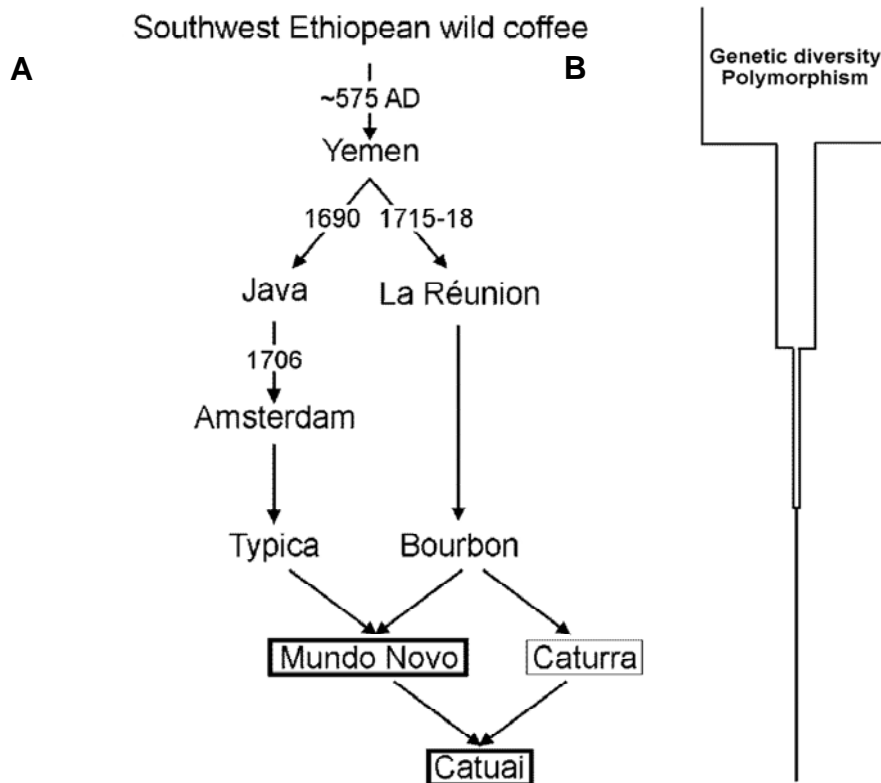 Southwest Ethiopean wild coffee
A
B
Genetic diversity
Polymorphism
~575 AD
Yemen
1690 1715-18
Java La Réunion
1706
Amsterdam
Typica Bourbon
Mundo Novo Caturra
Catuai